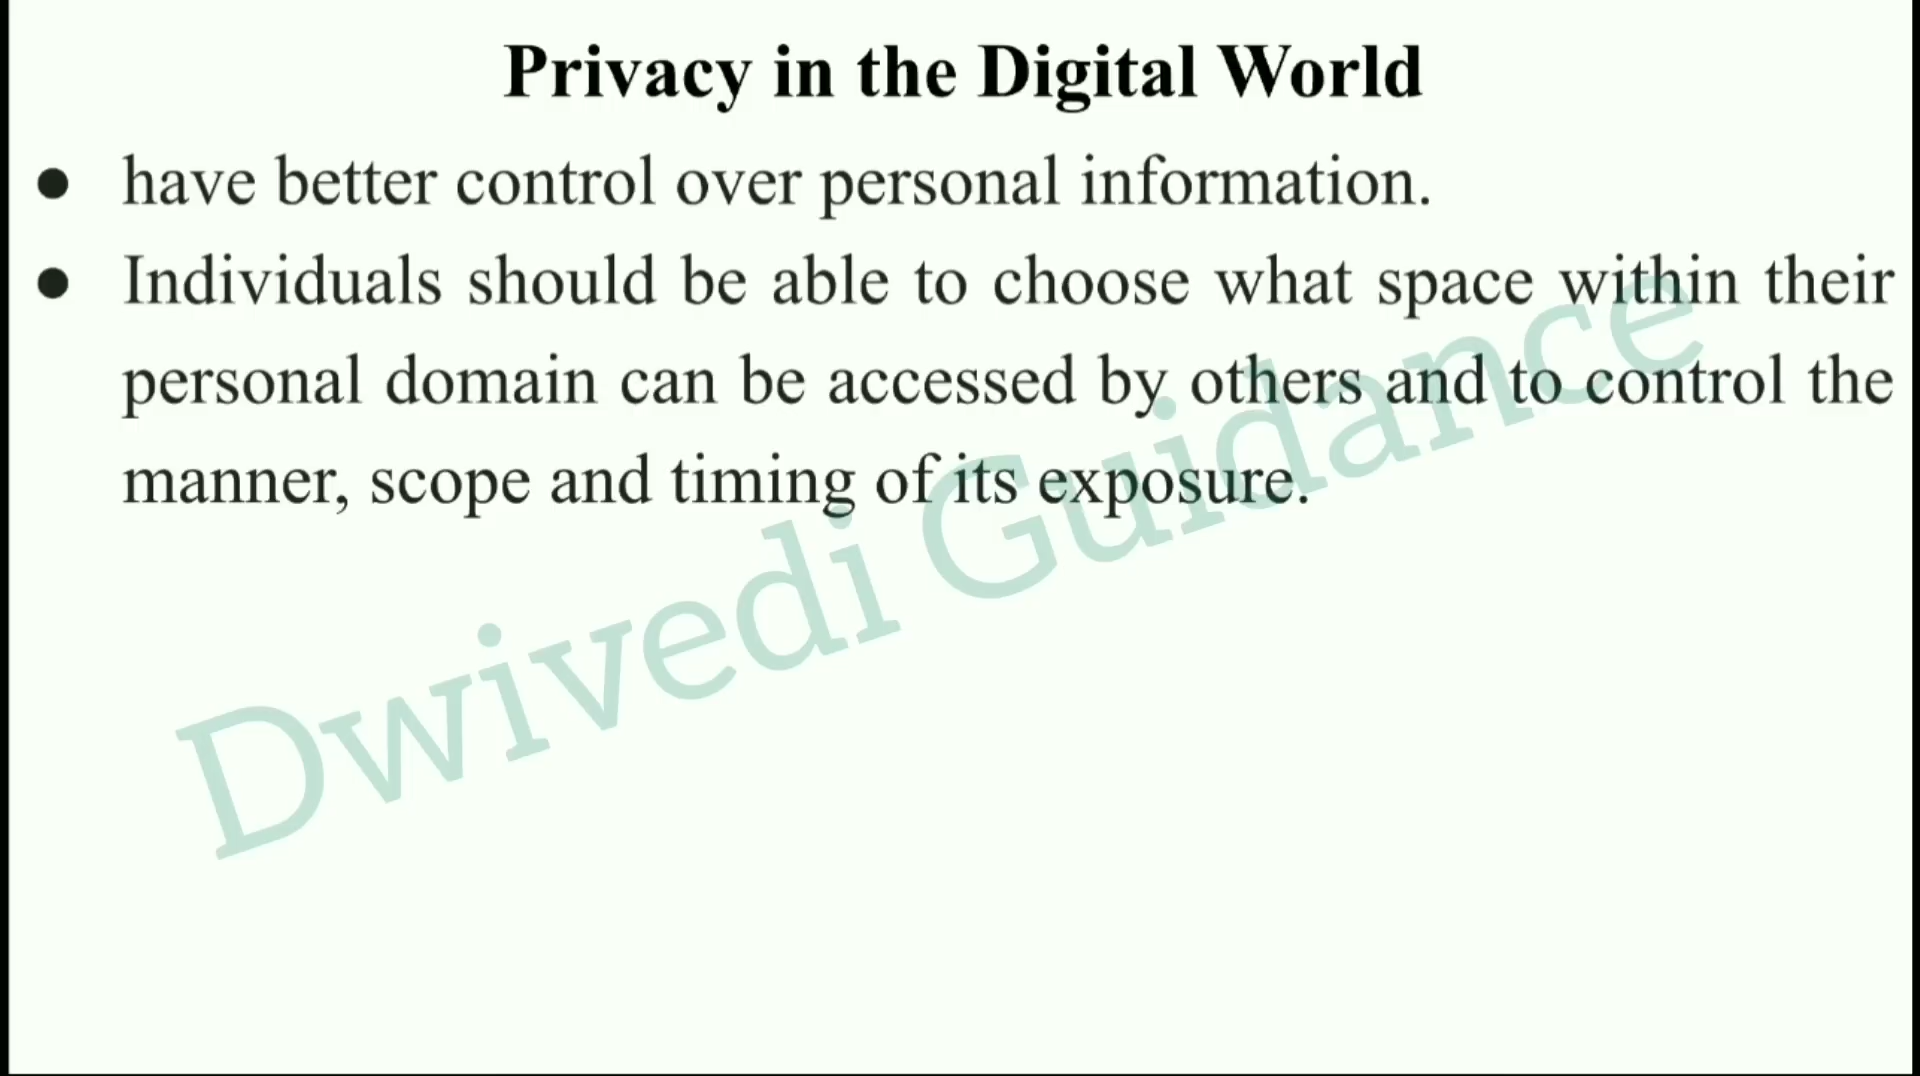 Privacy in the Digital World
● have better control over personal information.
● Individuals should be able to choose what space within their
personal domain can be accessed by others and to control the
manner, scope and timing of its exposure.
Dwivedi Guidance